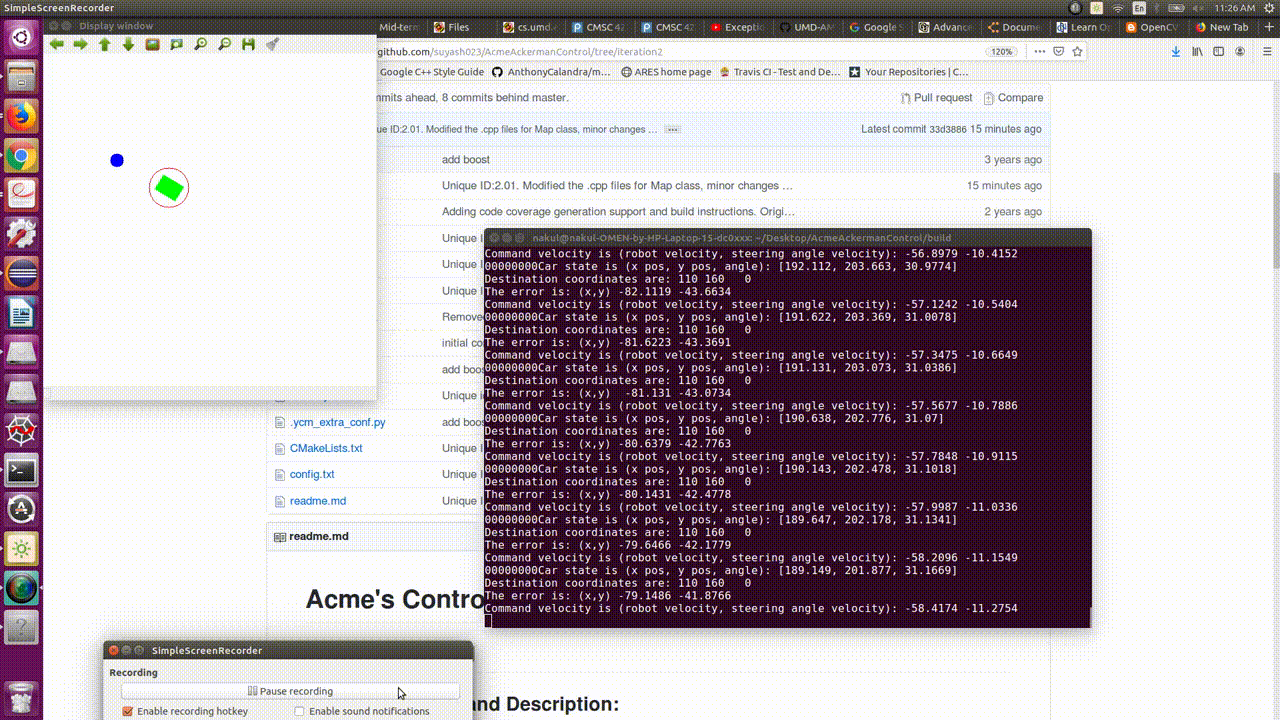 SimpleScreenRecorder
En
11:26 AM
Display window
Mid-term
Files
cs.umd
CMSC 42
CMSC 42
Excepti
UMD-AM
Google S
Advanc
Docume
Learn Op
OpenCV
New Tab
github.com/suyash023/AcmeAckermanControl/tree/iteration2
120%
Google C++ Style Guide
AnthonyCalandra/m...
ARES home page
Travis CI - Test and De...
Your Repositories | C...
mmits ahead, 8 commits behind master.
Pull request
Compare
ue ID:2.01. Modified the .cpp files for Map class, minor changes ...
Latest commit 33d3886 15 minutes ago
add boost
3 years ago
Unique ID:2.01. Modified the .cpp files for Map class, minor changes ...
15 minutes ago
Adding code coverage generation support and build instructions. Origi...
2 years ago
Unique I
Unique I
Unique I
Remove
initial co
add boos
Unique i
.ycm_extra_conf.py
add boos
CMakeLists.txt
Unique I
config.txt
Unique I
readme.md
Unique I
readme.md
Acme's Contro
nd Description:
nakul@nakul-OMEN-by-HP-Laptop-15-dc0xxx: ~/Desktop/AcmeAckermanControl/build
Command velocity is (robot velocity, steering angle velocity): -56.8979 -10.4152
00000000Car state is (x pos, y pos, angle): [192.112, 203.663, 30.9774]
Destination coordinates are: 110 160   0
The error is: (x,y) -82.1119 -43.6634
Command velocity is (robot velocity, steering angle velocity): -57.1242 -10.5404
00000000Car state is (x pos, y pos, angle): [191.622, 203.369, 31.0078]
Destination coordinates are: 110 160   0
The error is: (x,y) -81.6223 -43.3691
Command velocity is (robot velocity, steering angle velocity): -57.3475 -10.6649
00000000Car state is (x pos, y pos, angle): [191.131, 203.073, 31.0386]
Destination coordinates are: 110 160   0
The error is: (x,y)  -81.131 -43.0734
Command velocity is (robot velocity, steering angle velocity): -57.5677 -10.7886
00000000Car state is (x pos, y pos, angle): [190.638, 202.776, 31.07]
Destination coordinates are: 110 160   0
The error is: (x,y) -80.6379 -42.7763
Command velocity is (robot velocity, steering angle velocity): -57.7848 -10.9115
00000000Car state is (x pos, y pos, angle): [190.143, 202.478, 31.1018]
Destination coordinates are: 110 160   0
The error is: (x,y) -80.1431 -42.4778
Command velocity is (robot velocity, steering angle velocity): -57.9987 -11.0336
00000000Car state is (x pos, y pos, angle): [189.647, 202.178, 31.1341]
Destination coordinates are: 110 160   0
The error is: (x,y) -79.6466 -42.1779
Command velocity is (robot velocity, steering angle velocity): -58.2096 -11.1549
00000000Car state is (x pos, y pos, angle): [189.149, 201.877, 31.1669]
Destination coordinates are: 110 160   0
The error is: (x,y) -79.1486 -41.8766
Command velocity is (robot velocity, steering angle velocity): -58.4174 -11.2754
SimpleScreenRecorder
Recording
Pause recording
Enable recording hotkey
Enable sound notifications